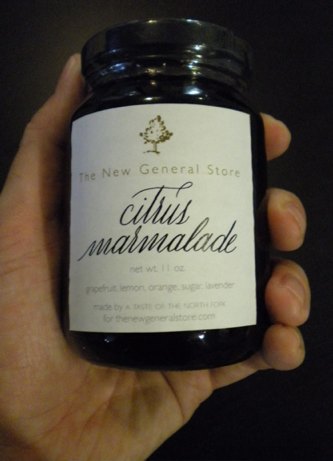 The New General Store
citrus
marmalade
net wt. 11 oz.
grapefruit, lemon, orange, sugar, lavender
made by A TASTE OF THE NORTH FORK
for thenewgeneralstore.com